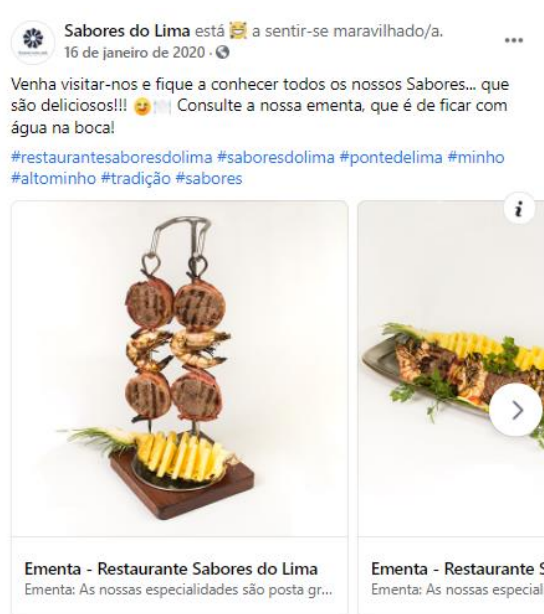 Sabores do Lima está 😅 a sentir-se maravilhado/a.
16 de janeiro de 2020 ·
Venha visitar-nos e fique a conhecer todos os nossos Sabores... que
são deliciosos!!! 😋🍽️ Consulte a nossa ementa, que é de ficar com
água na boca!
#restaurantesaboresdolima #saboresdolima #pontedelima #minho
#altominho #tradição #sabores
i
Ementa - Restaurante Sabores do Lima
Ementa: As nossas especialidades são posta gr...
Ementa - Restaurante S
Ementa: As nossas especial